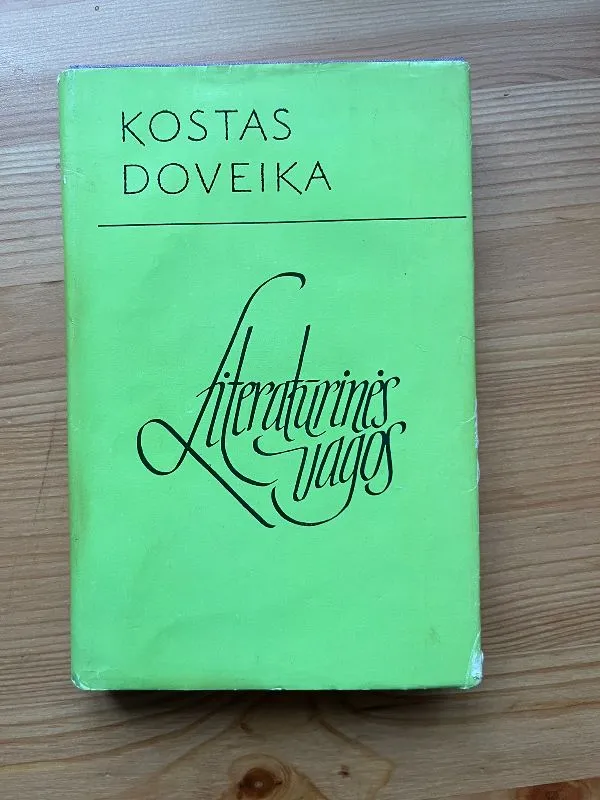 KOSTAS
DOVEIKA
Literatūrinės
vagos